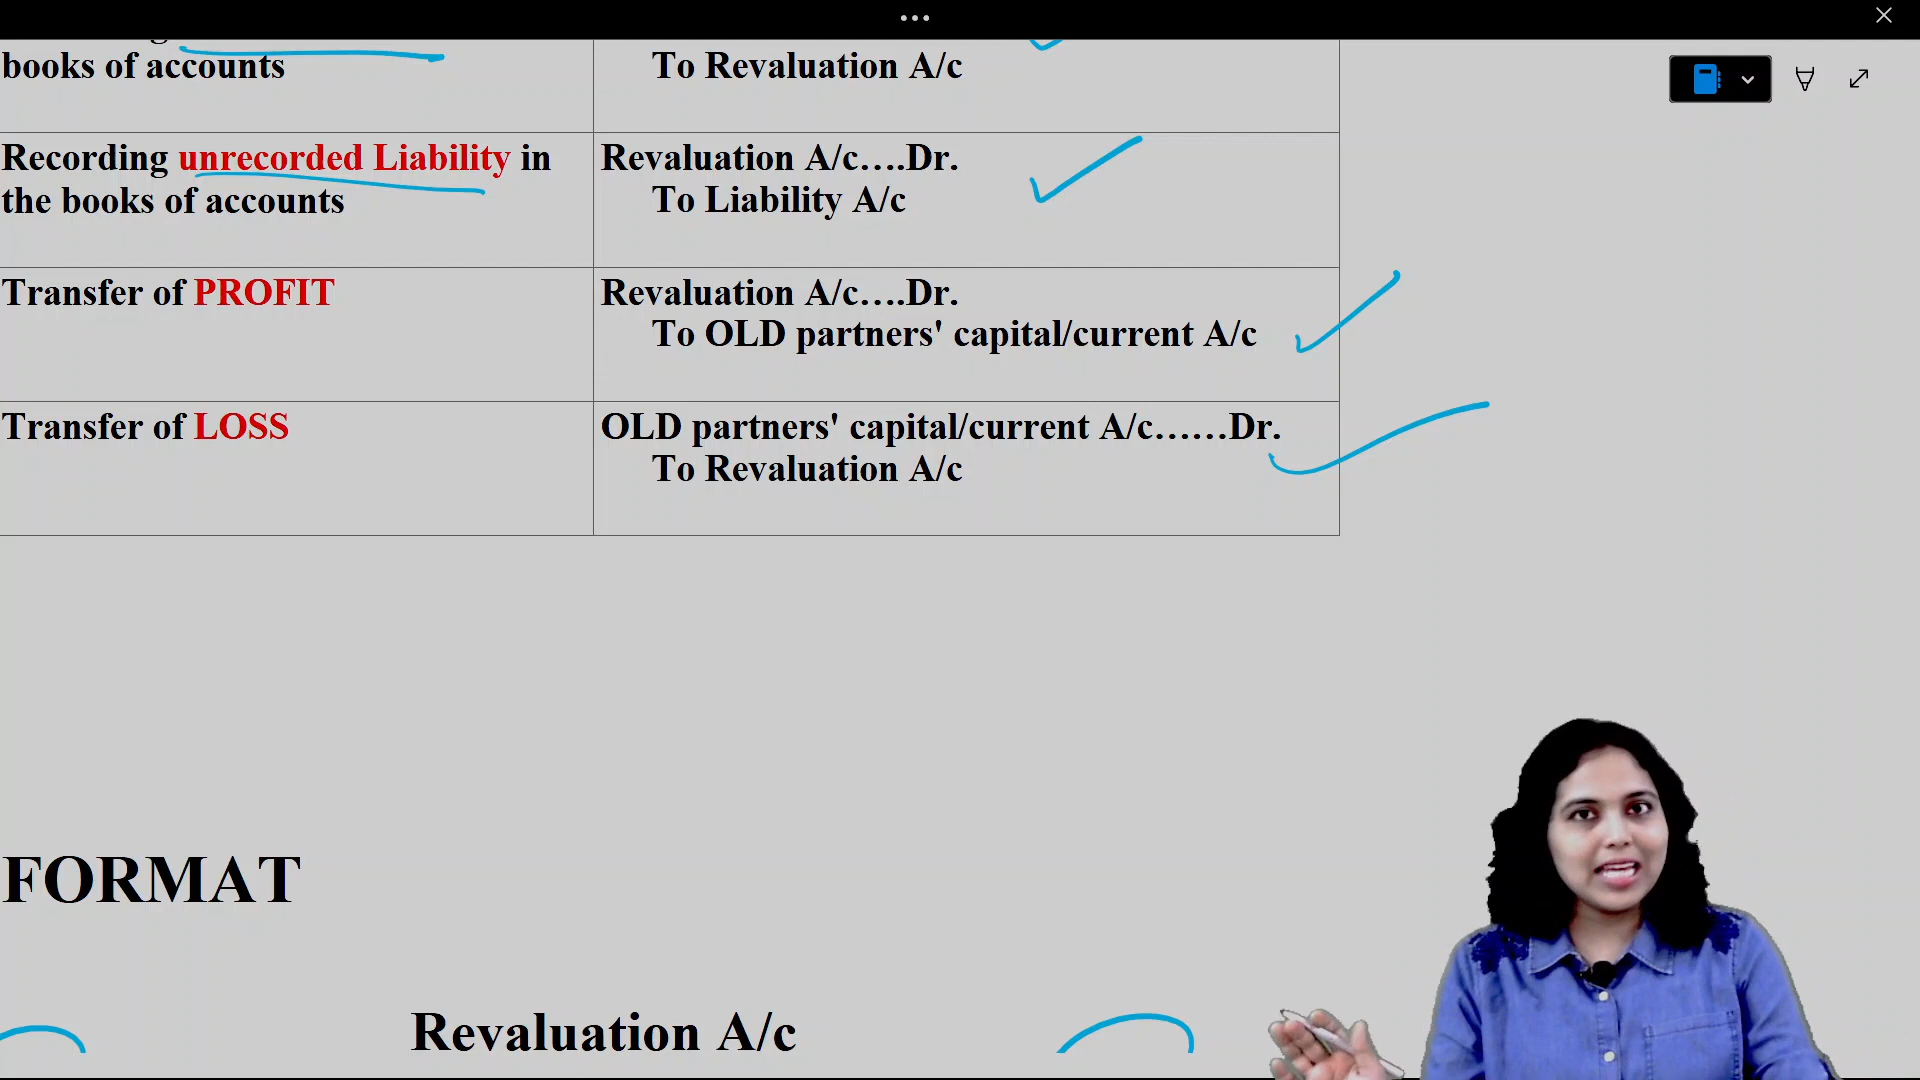 books of accounts
To Revaluation A/c
Recording unrecorded Liability in
the books of accounts
Revaluation A/c....Dr.
To Liability A/c
Transfer of PROFIT
Revaluation A/c....Dr.
To OLD partners' capital/current A/c
Transfer of LOSS
OLD partners' capital/current A/c......Dr.
To Revaluation A/c
FORMAT
Revaluation A/c